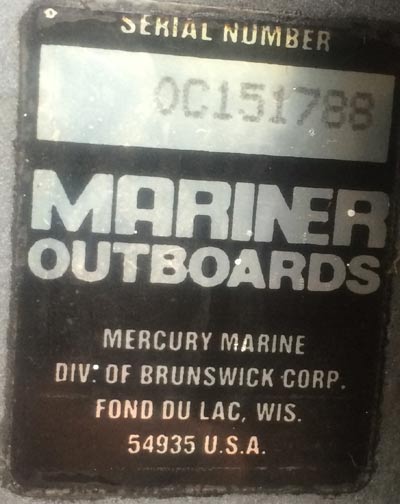 SERIAL NUMBER
0C151788
MARINER
OUTBOARDS
MERCURY MARINE
DIV. OF BRUNSWICK CORP.
FOND DU LAC, WIS.
54935 U.S.A.